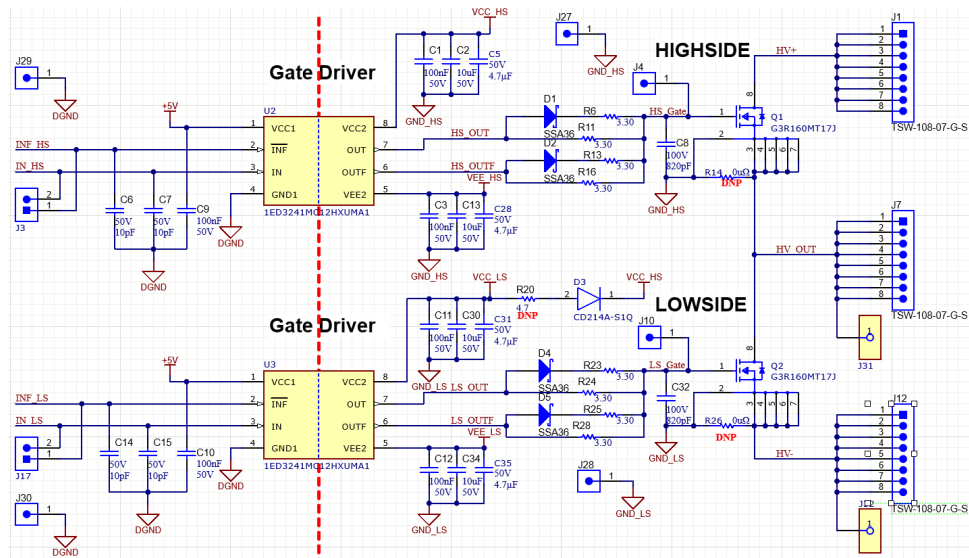 VCC_HS
J27
1
GND_HS
HIGHSIDE
J1
1
2
3
4
5
6
7
8
TSW-108-07-G-S
HV+
J29
1
DGND
Gate Driver
C1
100nF
50V
C2
10uF
50V
C5
50V
4.7µF
GND_HS
J4
1
+5V
U2
1 VCC1 VCC2 8
2 INF OUT 7
3 IN OUTF 6
4 GND1 VEE2 5
1ED3241MC12HXUMA1
INF_HS
IN_HS
2
1
J3
C6
50V
10pF
C7
50V
10pF
C9
100nF
50V
DGND
DGND
HS_OUT
HS_OUTF
VEE_HS
D1
SSA36
D2
SSA36
R6
3.30
R11
3.30
R13
3.30
R16
3.30
HS_Gate
C8
100V
820pF
GND_HS
8
1
2
3 4 5 6 7
Q1
G3R160MT17J
R14 0uΩ
DNP
C3
100nF
50V
C13
10uF
50V
C28
50V
4.7µF
GND_HS
J7
1
2
3
4
5
6
7
8
TSW-108-07-G-S
HV_OUT
1
J31
VCC_LS
R20
4.7
DNP
D3
2 1
CD214A-S1Q
VCC_HS
LOWSIDE
Gate Driver
C11
100nF
50V
C30
10uF
50V
C31
50V
4.7µF
GND_LS
J10
1
+5V
U3
1 VCC1 VCC2 8
2 INF OUT 7
3 IN OUTF 6
4 GND1 VEE2 5
1ED3241MC12HXUMA1
INF_LS
IN_LS
2
1
J17
C14
50V
10pF
C15
50V
10pF
C10
100nF
50V
DGND
DGND
LS_OUT
LS_OUTF
VEE_LS
D4
SSA36
D5
SSA36
R23
3.30
R24
3.30
R25
3.30
R28
3.30
LS_Gate
C32
100V
820pF
GND_LS
8
1
2
3 4 5 6 7
Q2
G3R160MT17J
R26 0uΩ
DNP
C12
100nF
50V
C34
10uF
50V
C35
50V
4.7µF
GND_LS
J28
1
GND_LS
HV-
J12
1
2
3
4
5
6
7
8
TSW-108-07-G-S
1
J30
1
DGND